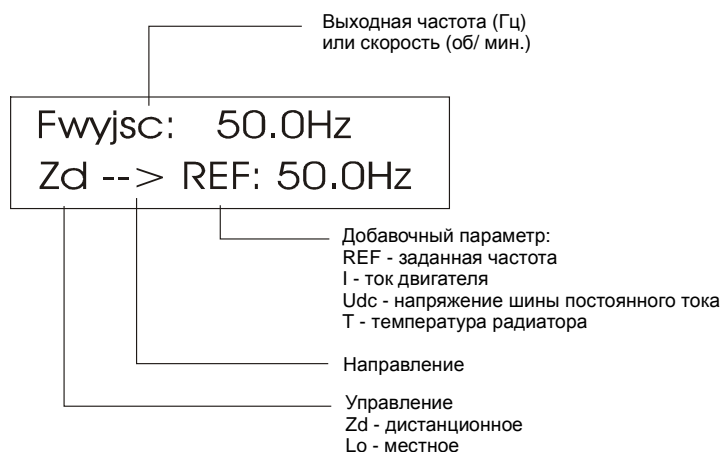 Выходная частота (Гц)
или скорость (об/ мин.)
Fwyjsc: 50.0Hz
Zd --> REF: 50.0Hz
Добавочный параметр:
REF - заданная частота
I - ток двигателя
Udc - напряжение шины постоянного тока
T - температура радиатора
Направление
Управление
Zd - дистанционное
Lo - местное